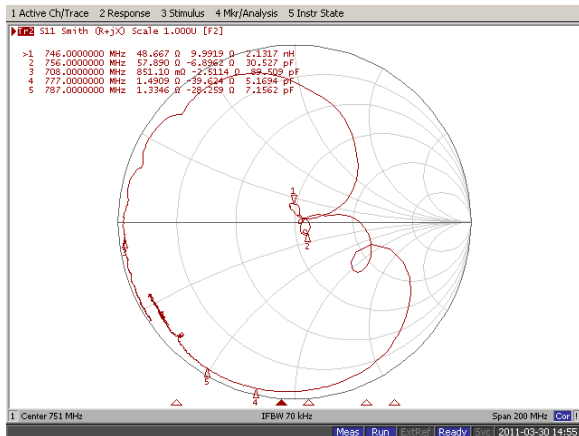 1 Active Ch/Trace 2 Response 3 Stimulus 4 Mkr/Analysis 5 Instr State
Tr2 S11 Smith (R+jX) Scale 1.000U [F2]
>1 746.0000000 MHz 48.667 Ω 9.9919 Ω 2.1317 nH
2 756.0000000 MHz 57.890 Ω -6.8962 Ω 30.527 pF
3 708.0000000 MHz 851.10 mΩ -2.5114 Ω 89.509 pF
4 777.0000000 MHz 1.4909 Ω -39.624 Ω 5.1694 pF
5 787.0000000 MHz 1.3346 Ω -28.259 Ω 7.1562 pF
1
2
3
5
4
1 Center 751 MHz IFBW 70 kHz Span 200 MHz Cor !
Meas Run ExtRef Ready Svc 2011-03-30 14:55